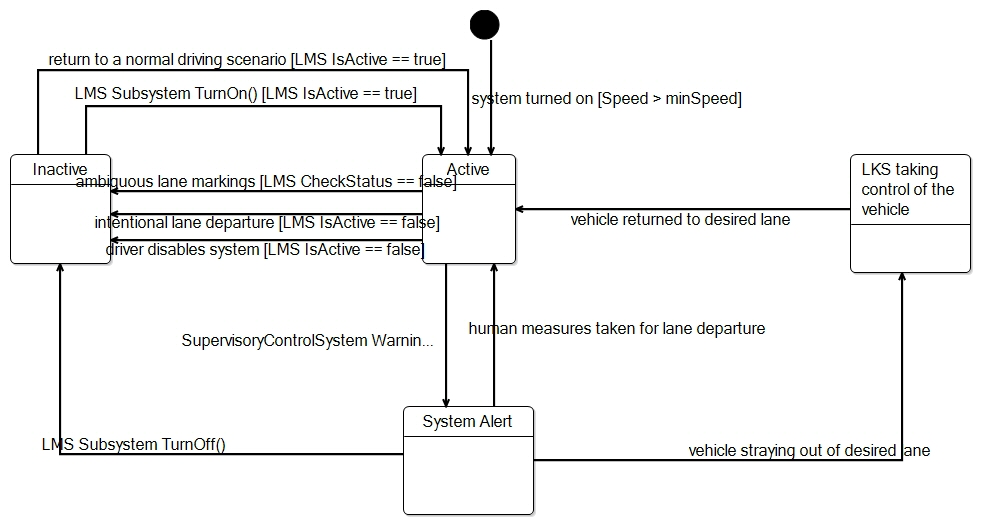 return to a normal driving scenario [LMS IsActive == true]
LMS Subsystem TurnOn() [LMS IsActive == true]
system turned on [Speed > minSpeed]
Inactive
Active
LKS taking
control of the
vehicle
ambiguous lane markings [LMS CheckStatus == false]
intentional lane departure [LMS IsActive == false]
vehicle returned to desired lane
driver disables system [LMS IsActive == false]
human measures taken for lane departure
SupervisoryControlSystem Warnin...
System Alert
LMS Subsystem TurnOff()
vehicle straying out of desired lane